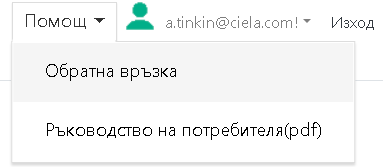 Помощ a.tinkin@ciela.com! Изход
Обратна връзка
Ръководство на потребителя(pdf)